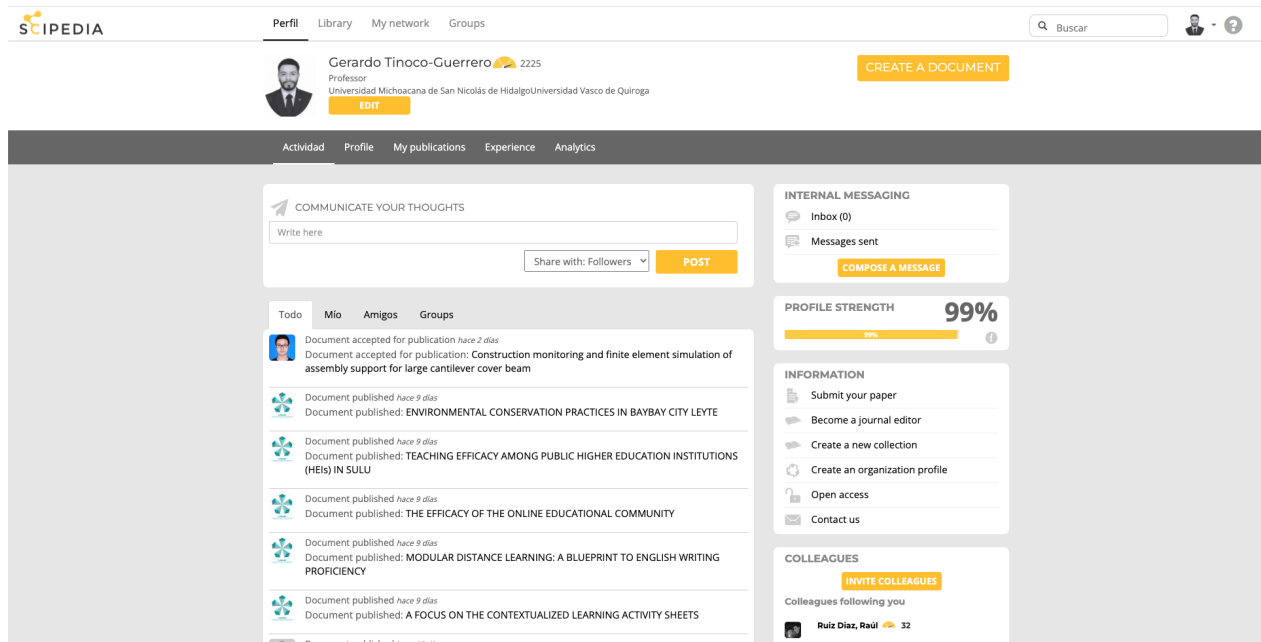 SCIPEDIA
Perfil Library My network Groups
Buscar
Gerardo Tinoco-Guerrero 2225
Professor
Universidad Michoacana de San Nicolás de HidalgoUniversidad Vasco de Quiroga
EDIT
CREATE A DOCUMENT
Actividad Profile My publications Experience Analytics
COMMUNICATE YOUR THOUGHTS
Write here
Share with: Followers
POST
Todo Mío Amigos Groups
Document accepted for publication hace 2 días
Document accepted for publication: Construction monitoring and finite element simulation of
assembly support for large cantilever cover beam
Document published hace 9 días
Document published: ENVIRONMENTAL CONSERVATION PRACTICES IN BAYBAY CITY LEYTE
Document published hace 9 días
Document published: TEACHING EFFICACY AMONG PUBLIC HIGHER EDUCATION INSTITUTIONS
(HEIs) IN SULU
Document published hace 9 días
Document published: THE EFFICACY OF THE ONLINE EDUCATIONAL COMMUNITY
Document published hace 9 días
Document published: MODULAR DISTANCE LEARNING: A BLUEPRINT TO ENGLISH WRITING
PROFICIENCY
Document published hace 9 días
Document published: A FOCUS ON THE CONTEXTUALIZED LEARNING ACTIVITY SHEETS
INTERNAL MESSAGING
Inbox (0)
Messages sent
COMPOSE A MESSAGE
PROFILE STRENGTH 99%
99%
INFORMATION
Submit your paper
Become a journal editor
Create a new collection
Create an organization profile
Open access
Contact us
COLLEAGUES
INVITE COLLEAGUES
Colleagues following you
Ruiz Diaz, Raúl 32